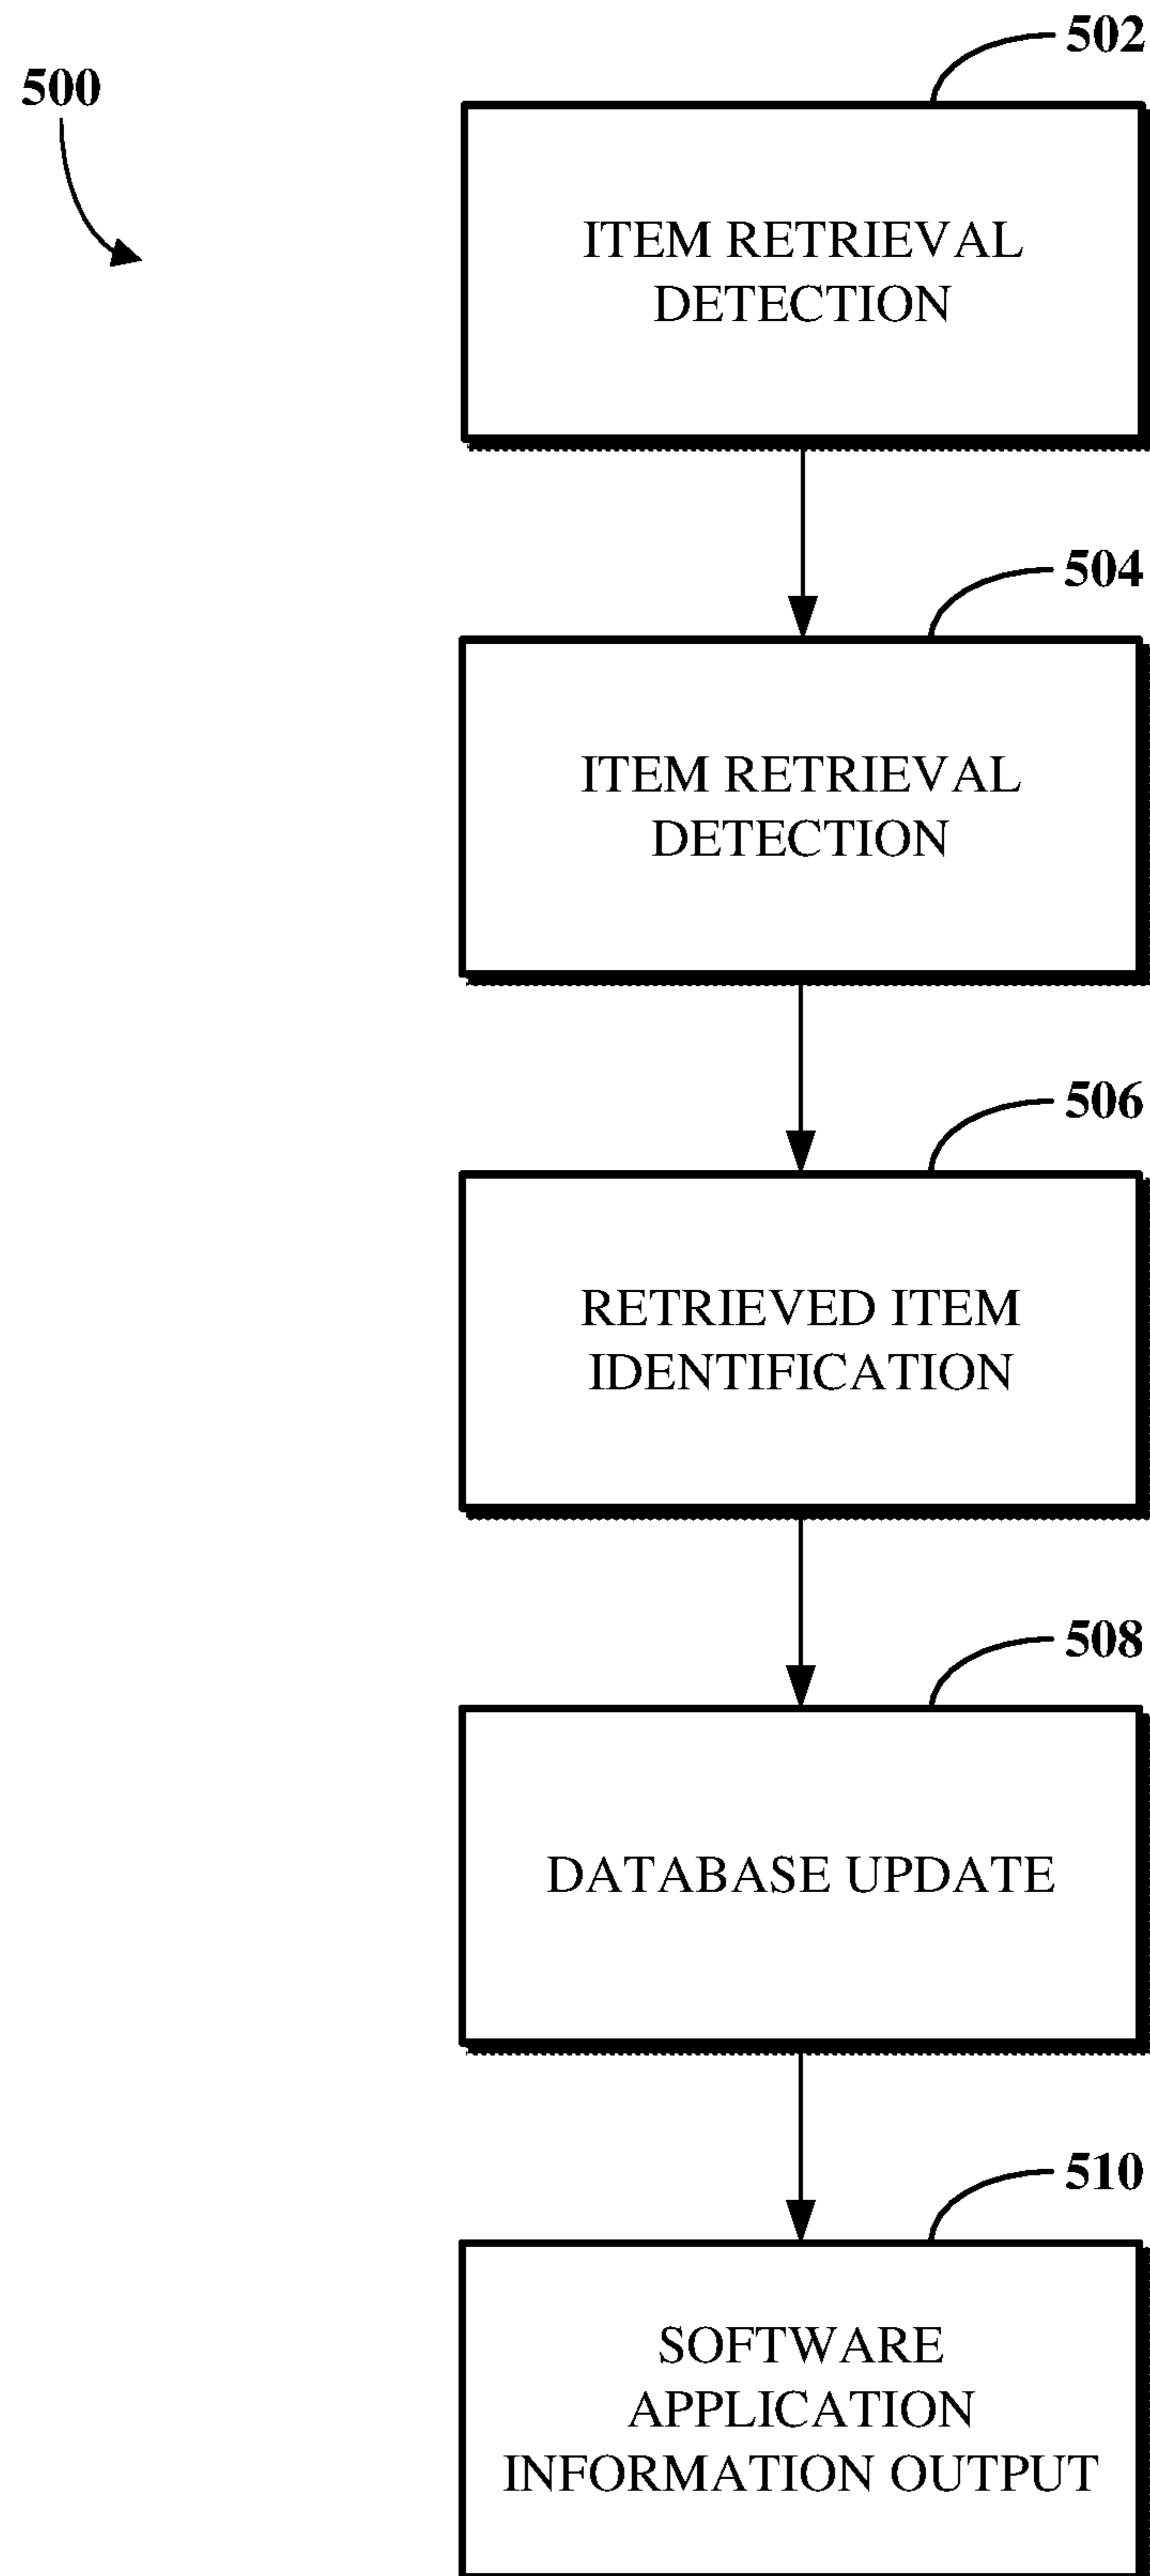 502
500
ITEM RETRIEVAL
DETECTION
504
ITEM RETRIEVAL
DETECTION
506
RETRIEVED ITEM
IDENTIFICATION
508
DATABASE UPDATE
510
SOFTWARE
APPLICATION
INFORMATION OUTPUT